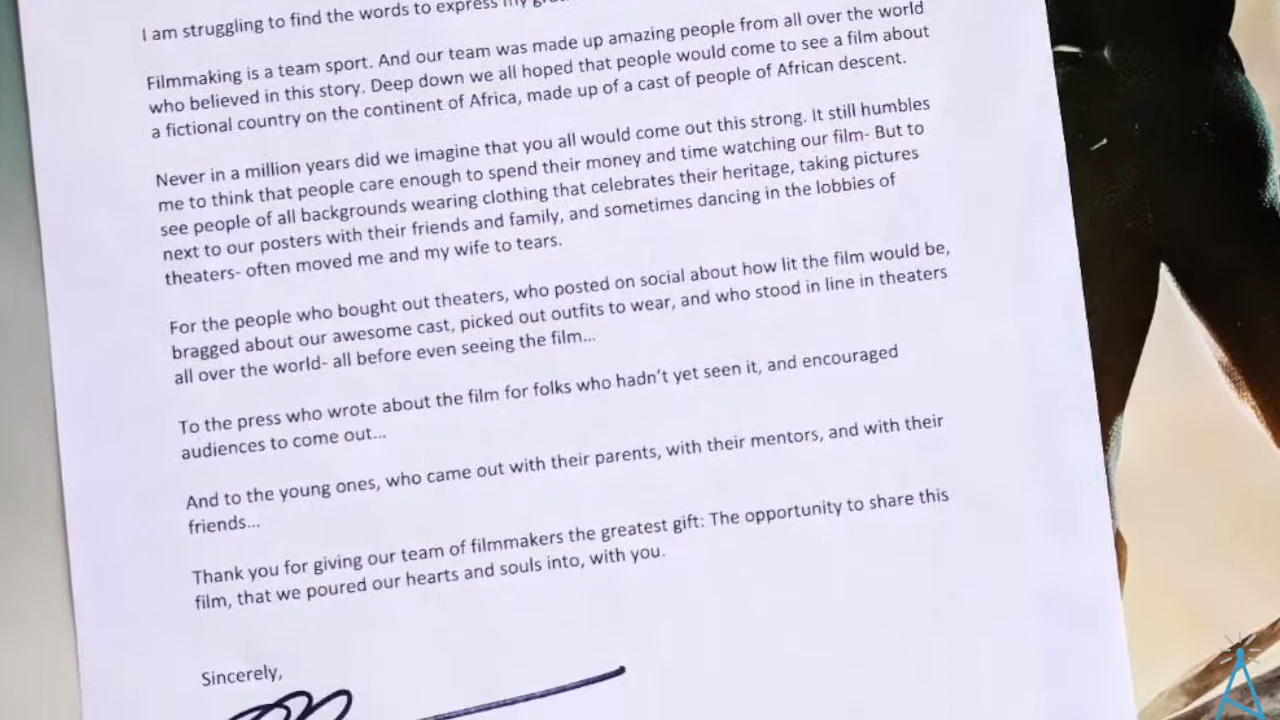 I am struggling to find the words to express my
Filmmaking is a team sport. And our team was made up amazing people from all over the world
who believed in this story. Deep down we all hoped that people would come to see a film about
a fictional country on the continent of Africa, made up of a cast of people of African descent.
Never in a million years did we imagine that you all would come out this strong. It still humbles
me to think that people care enough to spend their money and time watching our film- But to
see people of all backgrounds wearing clothing that celebrates their heritage, taking pictures
next to our posters with their friends and family, and sometimes dancing in the lobbies of
theaters- often moved me and my wife to tears.
For the people who bought out theaters, who posted on social about how lit the film would be,
bragged about our awesome cast, picked out outfits to wear, and who stood in line in theaters
all over the world- all before even seeing the film...
To the press who wrote about the film for folks who hadn't yet seen it, and encouraged
audiences to come out...
And to the young ones, who came out with their parents, with their mentors, and with their
friends...
Thank you for giving our team of filmmakers the greatest gift: The opportunity to share this
film, that we poured our hearts and souls into, with you.
Sincerely,